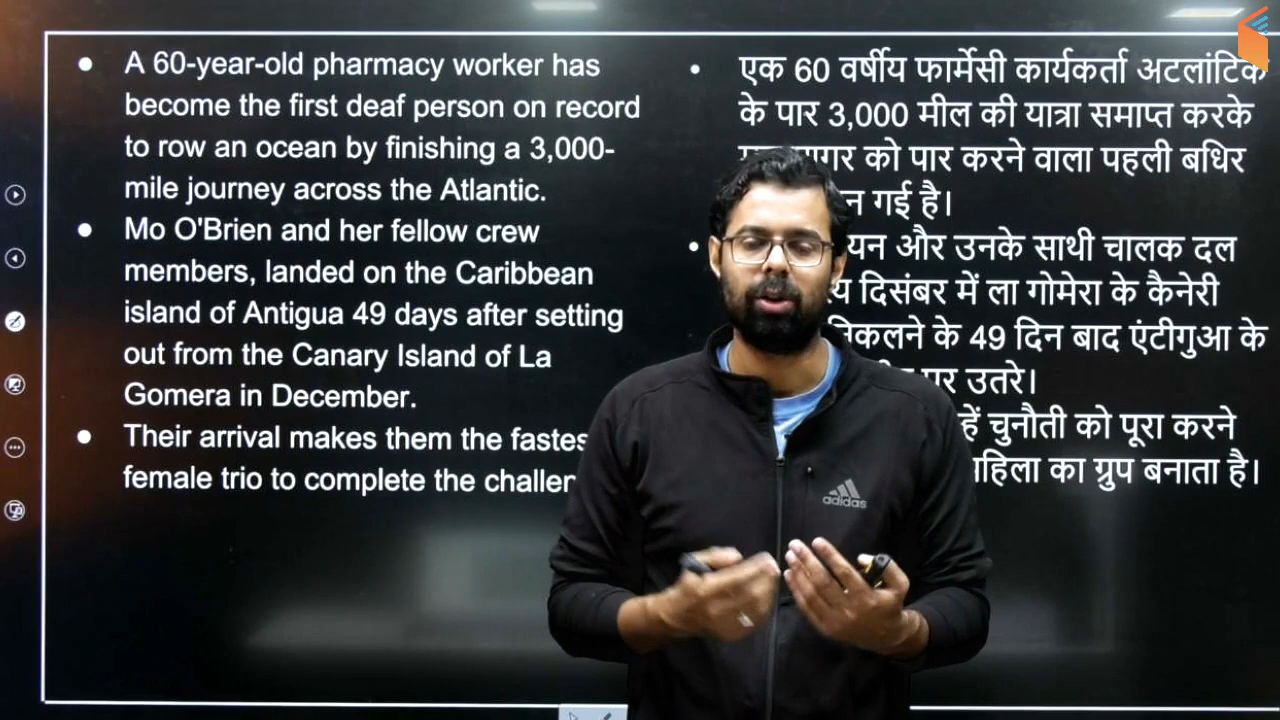 A 60-year-old pharmacy worker has
become the first deaf person on record
to row an ocean by finishing a 3,000-
mile journey across the Atlantic.
Mo O'Brien and her fellow crew
members, landed on the Caribbean
island of Antigua 49 days after setting
out from the Canary Island of La
Gomera in December.
Their arrival makes them the
female trio to complete the
एक 60 वर्षीय फार्मेसी कार्यकर्ता अटलांटिक
के पार 3,000 मील की यात्रा समाप्त करके
को पार करने वाला पहली बधिर
गई है।
और उनके साथी चालक दल
दिसंबर में ला गोमेरा के कैनेरी
के 49 दिन बाद एंटीगुआ के
पर उतरे।
चुनौती को पूरा करने
का ग्रुप बनाता है।
adidas